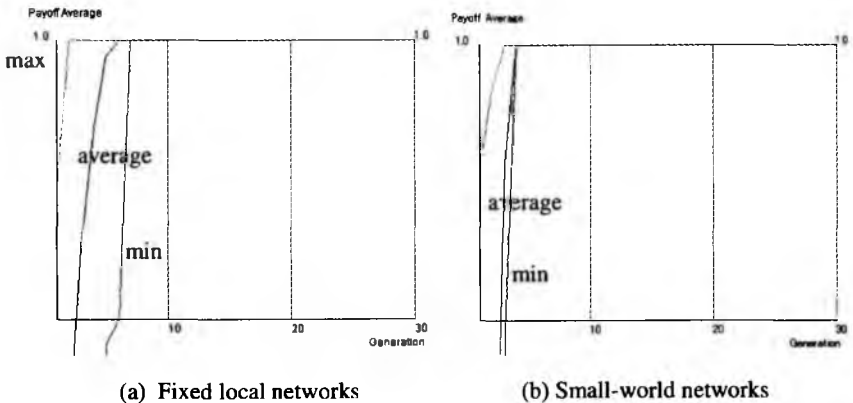 Payoff Average
1.0
1.0
max
average
min
10
20
30
Generation
(a) Fixed local networks
Payoff Average
1.0
1.0
average
min
10
20
30
Generation
(b) Small-world networks